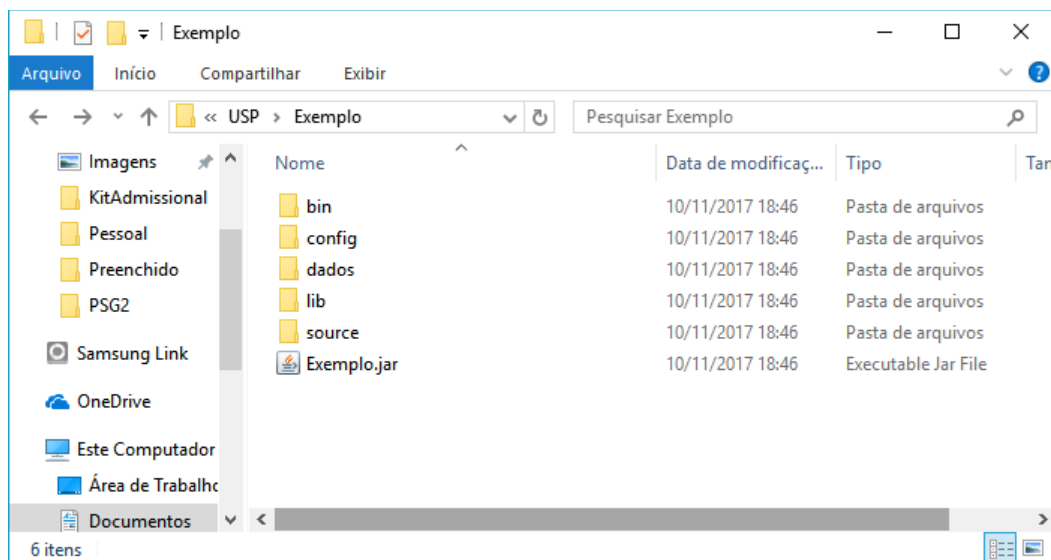 Exemplo
Arquivo Início Compartilhar Exibir
« USP > Exemplo Pesquisar Exemplo
Imagens
KitAdmissional
Pessoal
Preenchido
PSG2
Samsung Link
OneDrive
Este Computador
Área de Trabalho
Documentos
Nome Data de modificaç... Tipo Tar
bin 10/11/2017 18:46 Pasta de arquivos
config 10/11/2017 18:46 Pasta de arquivos
dados 10/11/2017 18:46 Pasta de arquivos
lib 10/11/2017 18:46 Pasta de arquivos
source 10/11/2017 18:46 Pasta de arquivos
Exemplo.jar 10/11/2017 18:46 Executable Jar File
6 itens